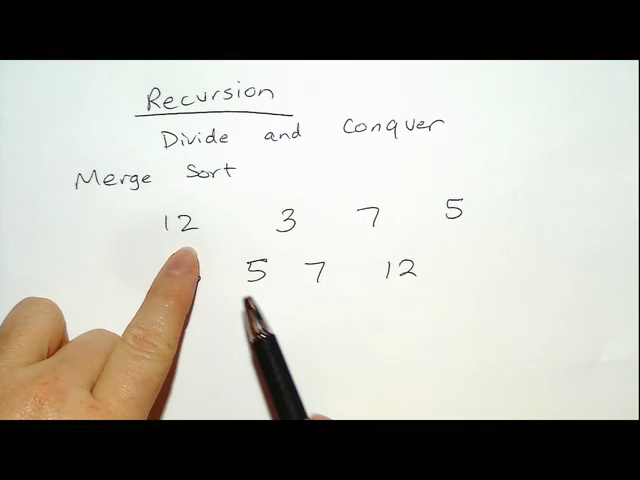 Recursion
Divide and Conquer
Merge Sort
12 3 7 5
5 7 12